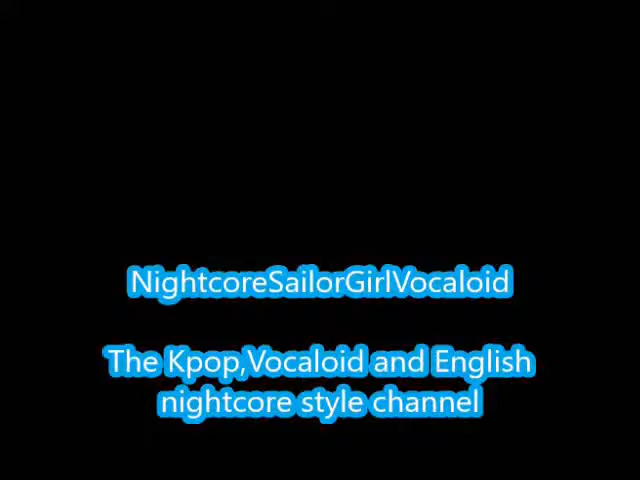 NightcoreSailorGirlVocaloid
The Kpop,Vocaloid and English
nightcore style channel